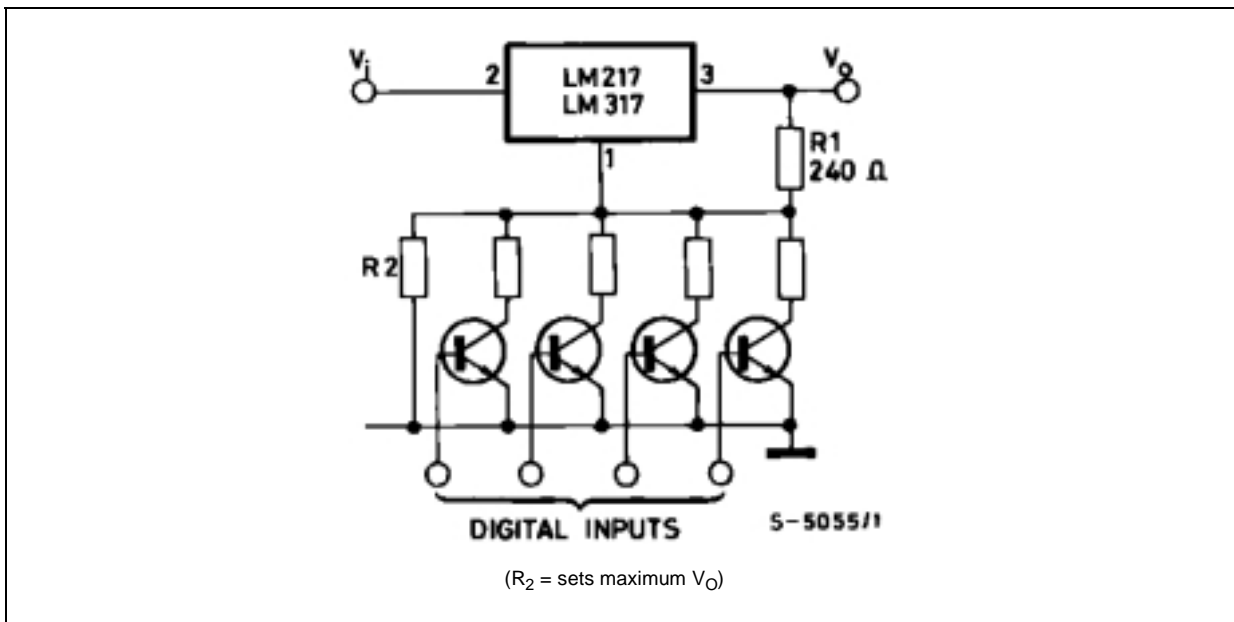 Vi
2
LM217
LM317
3
Vo
1
R1
240 Ω
R2
DIGITAL INPUTS
S-5055/1
(R2 = sets maximum VO)